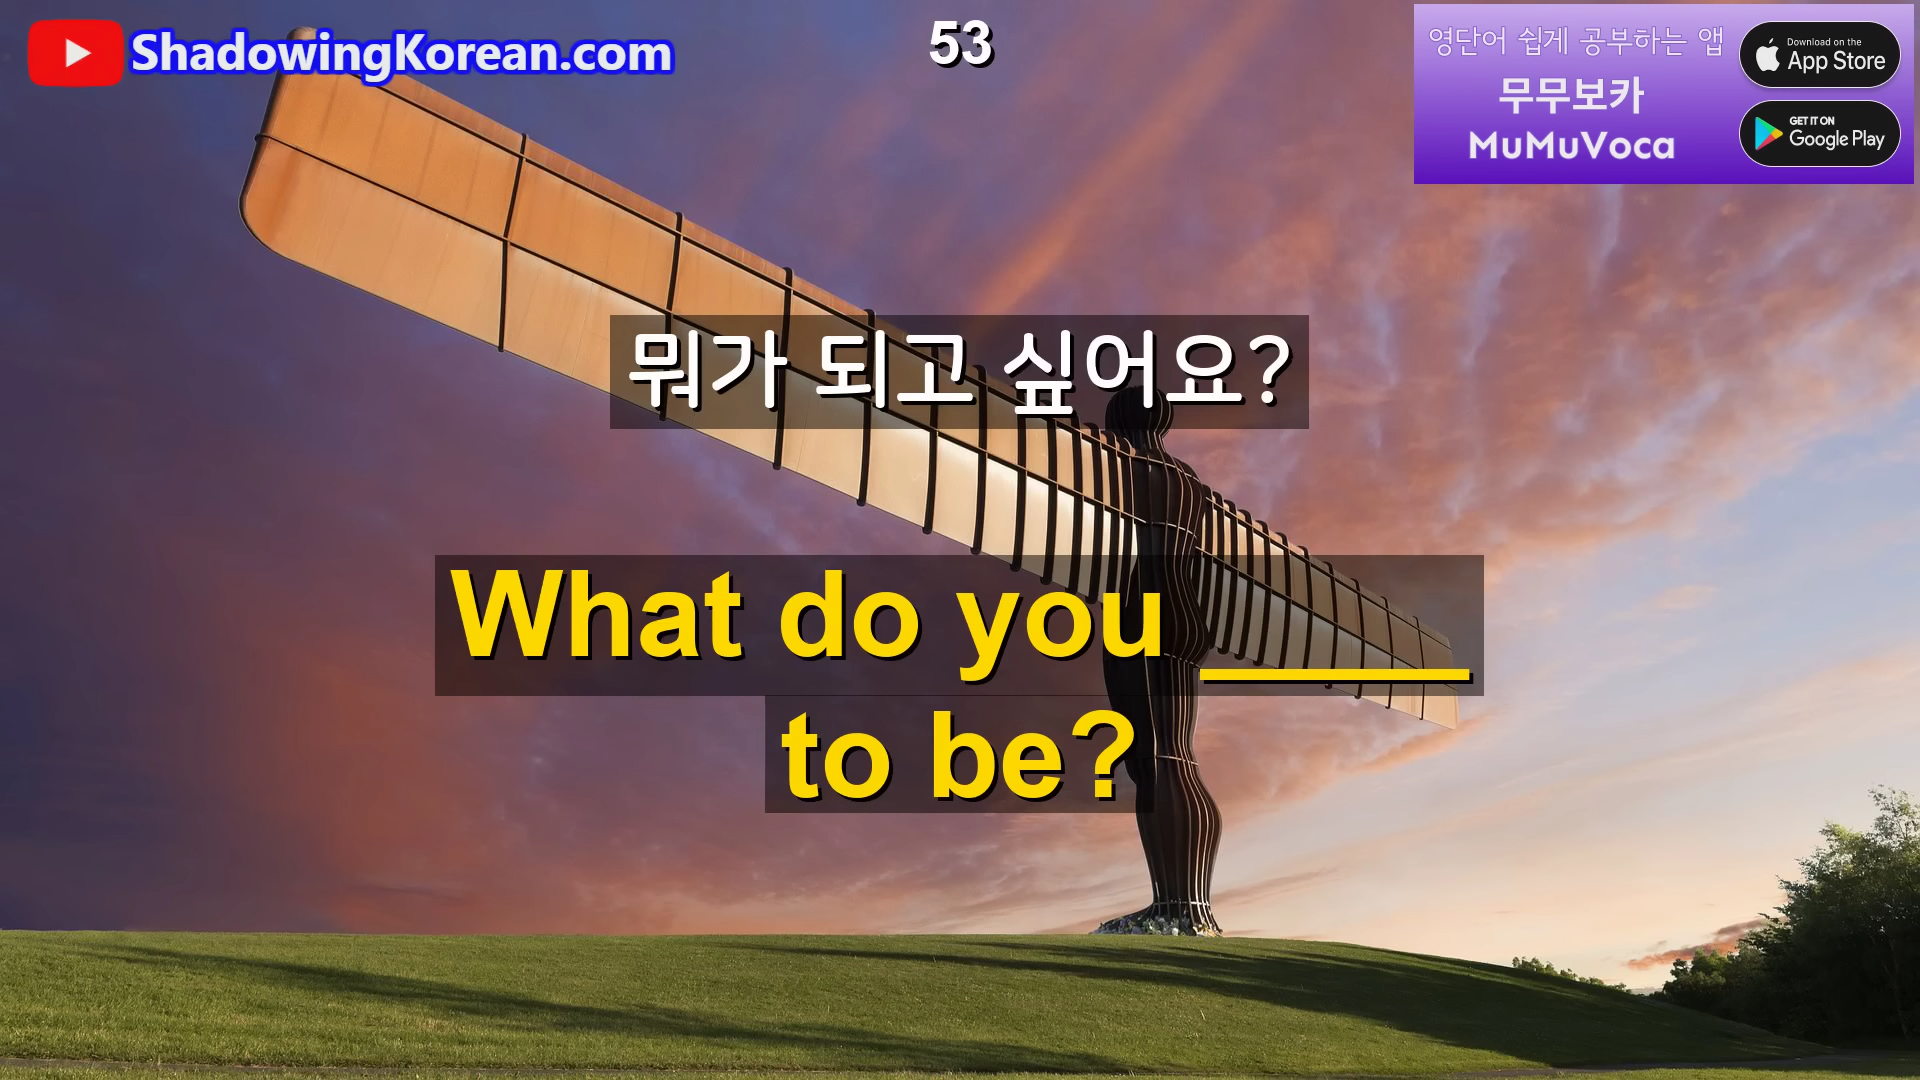 ShadowingKorean.com
53
영단어 쉽게 공부하는 앱
무무보카
MuMuVoca
Download on the
App Store
GET IT ON
Google Play
뭐가 되고 싶어요?
What do you _____
to be?